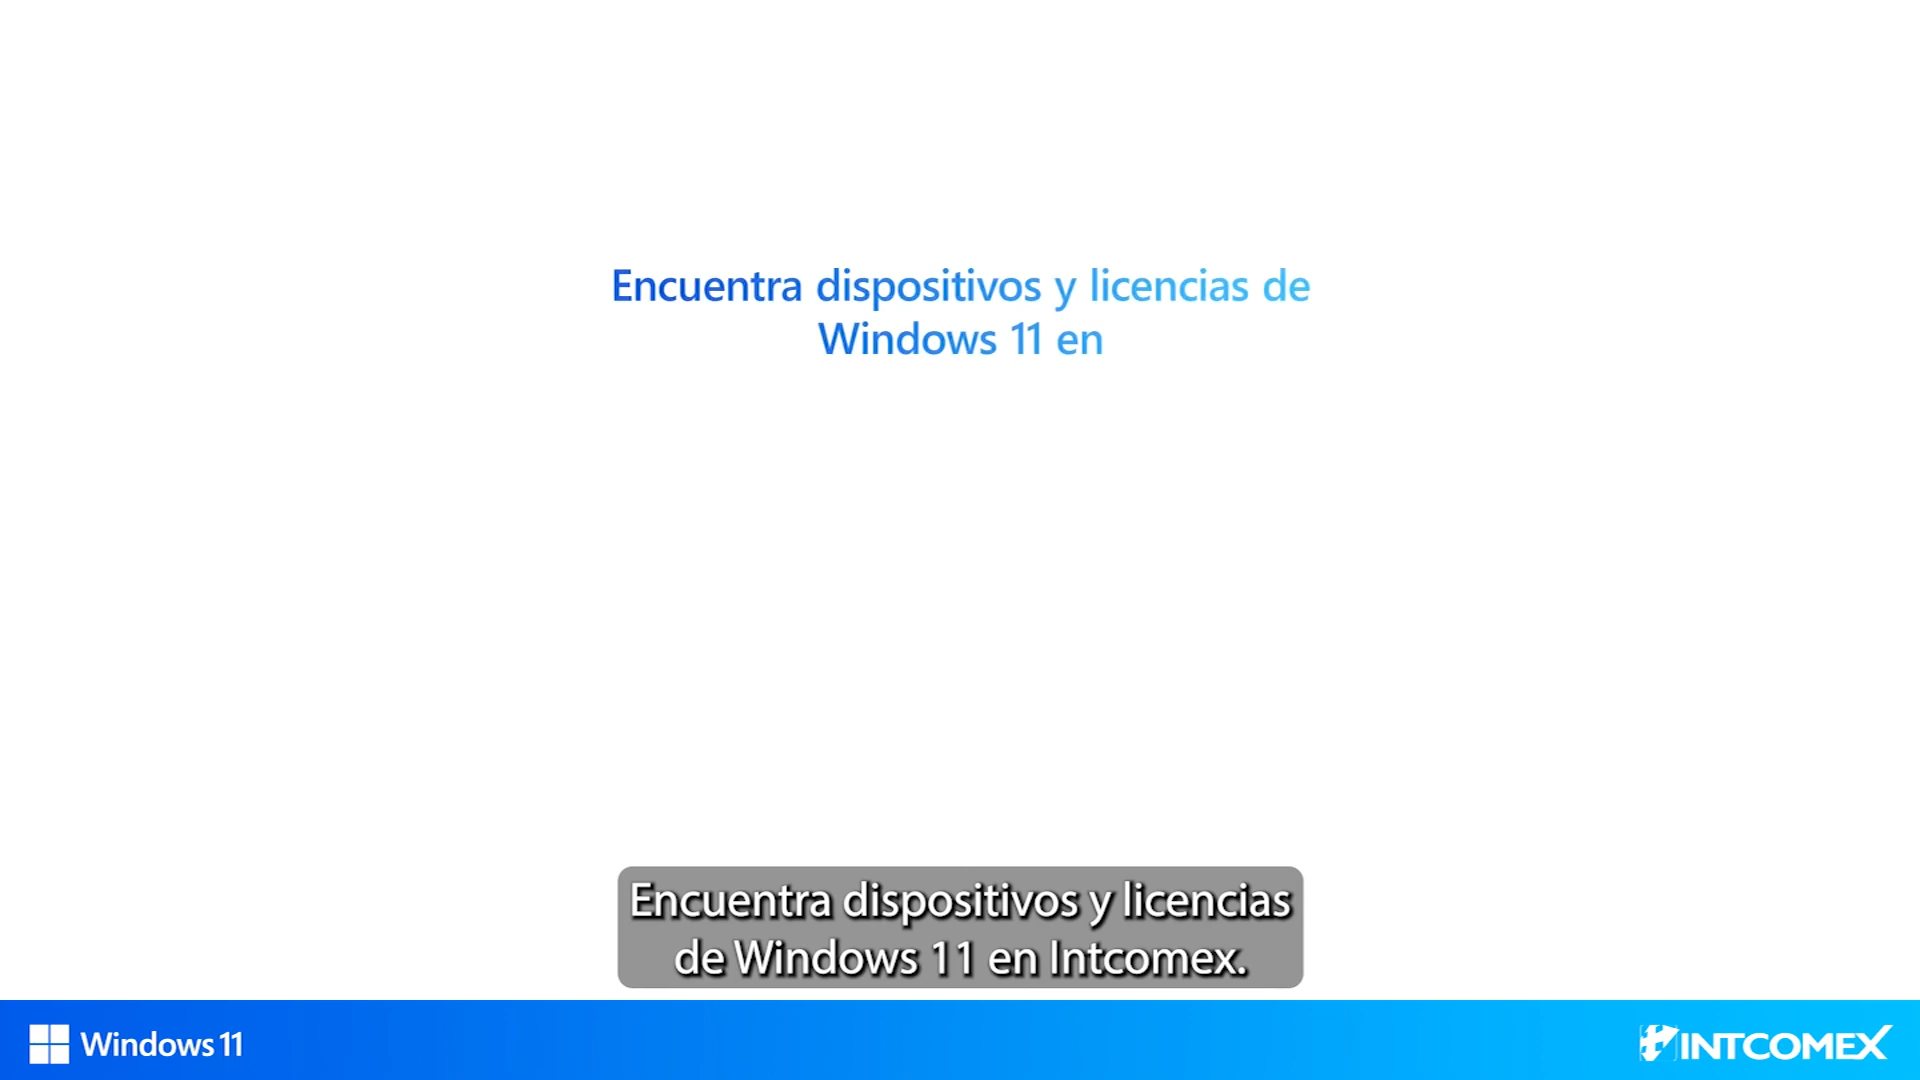 Encuentra dispositivos y licencias de
Windows 11 en
Encuentra dispositivos y licencias
de Windows 11 en Intcomex.
Windows 11
INTCOMEX